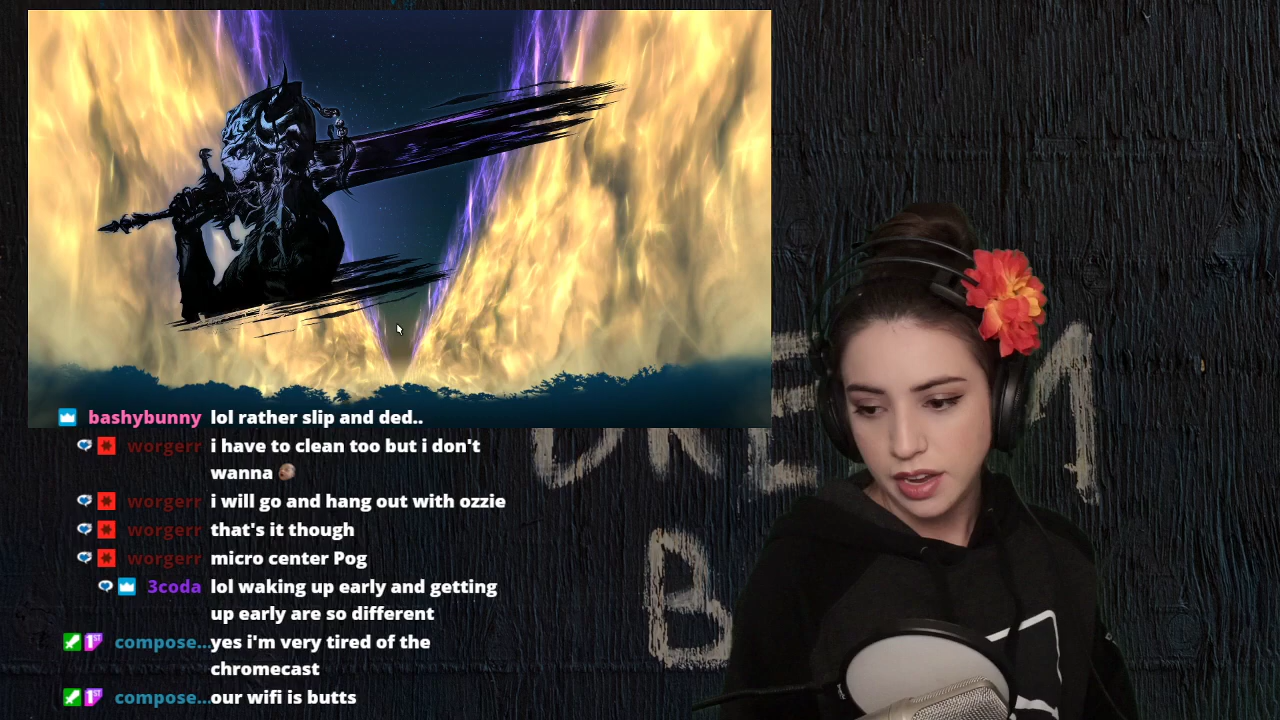 bashybunny lol rather slip and ded..
worgerr i have to clean too but i don't
wanna
worgerr i will go and hang out with ozzie
worgerr that's it though
worgerr micro center Pog
3coda lol waking up early and getting
up early are so different
1ST compose...yes i'm very tired of the
chromecast
1ST compose...our wifi is butts